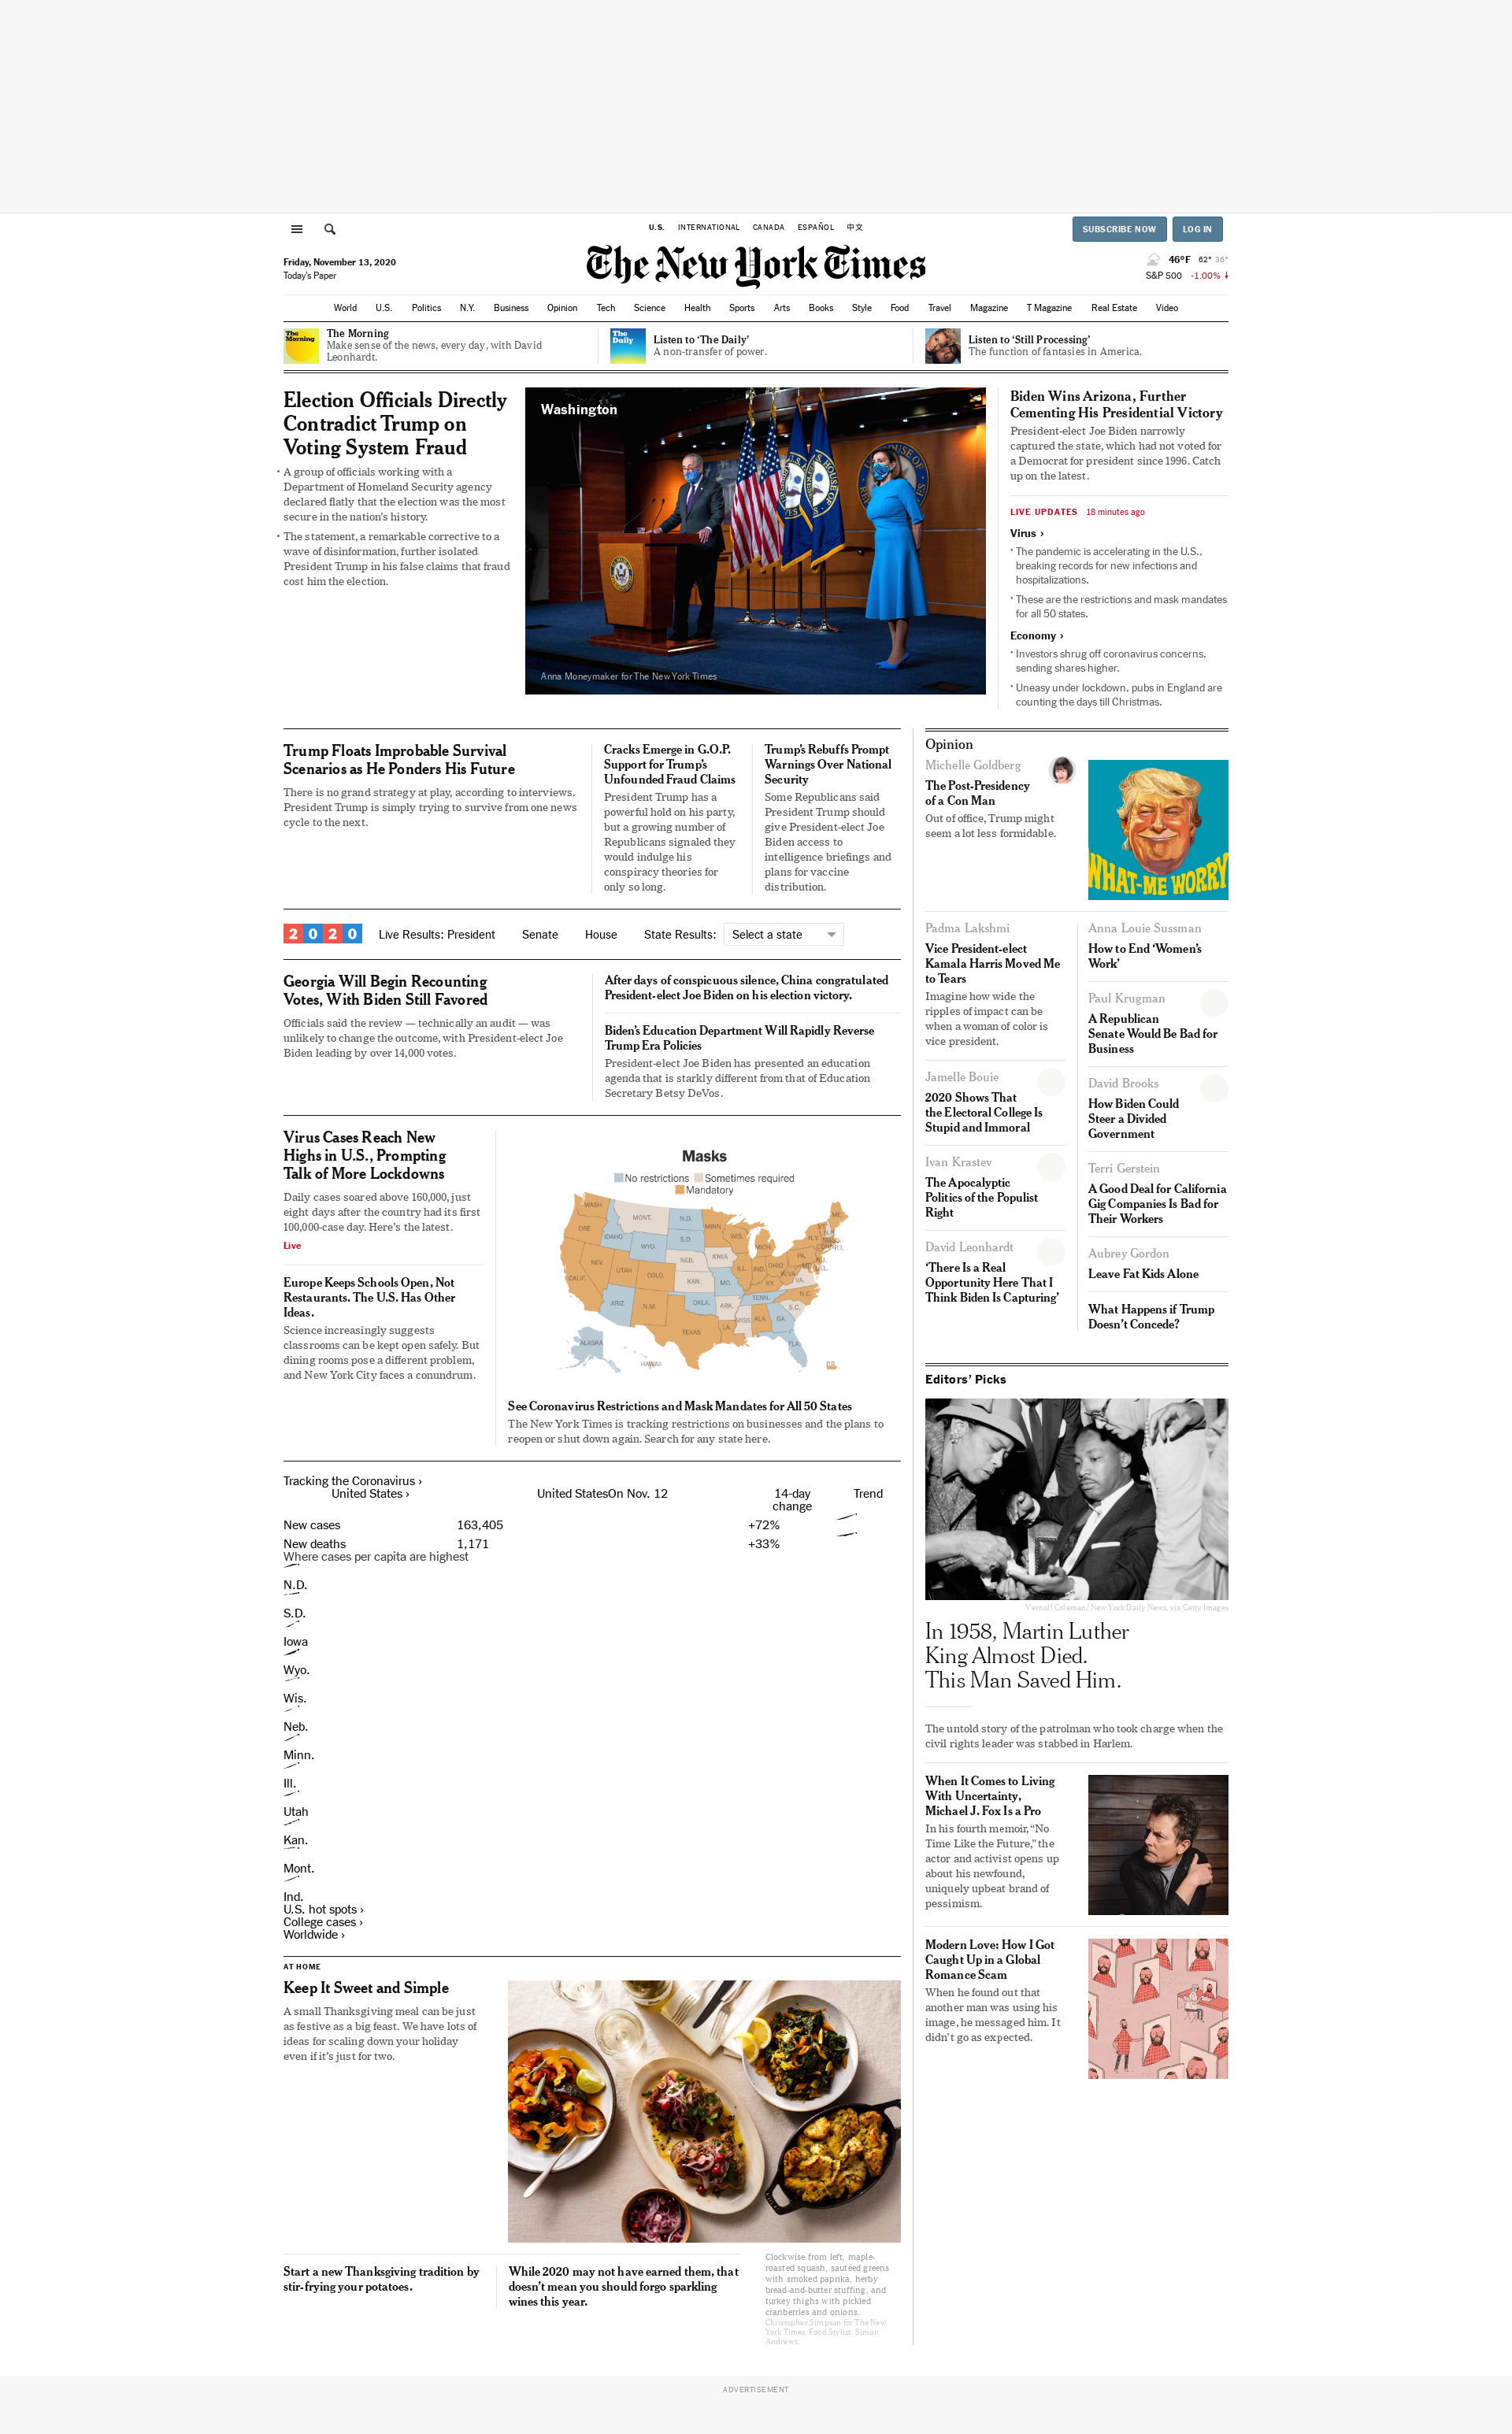 U.S. INTERNATIONAL CANADA ESPAÑOL 中文
SUBSCRIBE NOW LOG IN
Friday, November 13, 2020
Today's Paper
The New York Times
46°F 62° 36°
S&P 500 -1.00%
World U.S. Politics N.Y. Business Opinion Tech Science Health Sports Arts Books Style Food Travel Magazine T Magazine Real Estate Video
The Morning
The Morning
Make sense of the news, every day, with David
Leonhardt.
The Daily
Listen to ‘The Daily’
A non-transfer of power.
Listen to ‘Still Processing’
The function of fantasies in America.
Election Officials Directly
Contradict Trump on
Voting System Fraud
• A group of officials working with a
Department of Homeland Security agency
declared flatly that the election was the most
secure in the nation’s history.
• The statement, a remarkable corrective to a
wave of disinformation, further isolated
President Trump in his false claims that fraud
cost him the election.
Washington
Anna Moneymaker for The New York Times
Biden Wins Arizona, Further
Cementing His Presidential Victory
President-elect Joe Biden narrowly
captured the state, which had not voted for
a Democrat for president since 1996. Catch
up on the latest.
LIVE UPDATES 18 minutes ago
Virus ›
• The pandemic is accelerating in the U.S.,
breaking records for new infections and
hospitalizations.
• These are the restrictions and mask mandates
for all 50 states.
Economy ›
• Investors shrug off coronavirus concerns,
sending shares higher.
• Uneasy under lockdown, pubs in England are
counting the days till Christmas.
Trump Floats Improbable Survival
Scenarios as He Ponders His Future
There is no grand strategy at play, according to interviews.
President Trump is simply trying to survive from one news
cycle to the next.
Cracks Emerge in G.O.P.
Support for Trump’s
Unfounded Fraud Claims
President Trump has a
powerful hold on his party,
but a growing number of
Republicans signaled they
would indulge his
conspiracy theories for
only so long.
Trump’s Rebuffs Prompt
Warnings Over National
Security
Some Republicans said
President Trump should
give President-elect Joe
Biden access to
intelligence briefings and
plans for vaccine
distribution.
2020 Live Results: President Senate House State Results: Select a state
Georgia Will Begin Recounting
Votes, With Biden Still Favored
Officials said the review — technically an audit — was
unlikely to change the outcome, with President-elect Joe
Biden leading by over 14,000 votes.
After days of conspicuous silence, China congratulated
President-elect Joe Biden on his election victory.
Biden’s Education Department Will Rapidly Reverse
Trump Era Policies
President-elect Joe Biden has presented an education
agenda that is starkly different from that of Education
Secretary Betsy DeVos.
Virus Cases Reach New
Highs in U.S., Prompting
Talk of More Lockdowns
Daily cases soared above 160,000, just
eight days after the country had its first
100,000-case day. Here’s the latest.
Live
Europe Keeps Schools Open, Not
Restaurants. The U.S. Has Other
Ideas.
Science increasingly suggests
classrooms can be kept open safely. But
dining rooms pose a different problem,
and New York City faces a conundrum.
Masks
No restrictions Sometimes required
Mandatory
WASH. MONT. N.D. MINN. ME.
ORE. IDAHO S.D. WIS. MICH. N.Y. VT. N.H. MASS. CONN. R.I.
WYO. NEB. IOWA ILL. IND. OHIO PA. N.J. MD. DEL.
NEV. UTAH COLO. KAN. MO. KY. W.VA. VA.
CALIF. ARIZ. N.M. OKLA. ARK. TENN. N.C. S.C.
TEXAS LA. MISS. ALA. GA. FLA.
ALASKA HAWAII P.R.
See Coronavirus Restrictions and Mask Mandates for All 50 States
The New York Times is tracking restrictions on businesses and the plans to
reopen or shut down again. Search for any state here.
Tracking the Coronavirus ›
United States › United StatesOn Nov. 12 14-day
change Trend
New cases 163,405 +72%
New deaths 1,171 +33%
Where cases per capita are highest
N.D.
S.D.
Iowa
Wyo.
Wis.
Neb.
Minn.
Ill.
Utah
Kan.
Mont.
Ind.
U.S. hot spots ›
College cases ›
Worldwide ›
AT HOME
Keep It Sweet and Simple
A small Thanksgiving meal can be just
as festive as a big feast. We have lots of
ideas for scaling down your holiday
even if it’s just for two.
Start a new Thanksgiving tradition by
stir-frying your potatoes.
While 2020 may not have earned them, that
doesn’t mean you should forgo sparkling
wines this year.
Clockwise from left, maple-
roasted squash, sautéed greens
with smoked paprika, herby
bread-and-butter stuffing, and
turkey thighs with pickled
cranberries and onions.
Christopher Simpson for The New
York Times. Food Stylist: Simon
Andrews.
Opinion
Michelle Goldberg
The Post-Presidency
of a Con Man
Out of office, Trump might
seem a lot less formidable.
WHAT-ME WORRY
Padma Lakshmi
Vice President-elect
Kamala Harris Moved Me
to Tears
Imagine how wide the
ripples of impact can be
when a woman of color is
vice president.
Jamelle Bouie
2020 Shows That
the Electoral College Is
Stupid and Immoral
Ivan Krastev
The Apocalyptic
Politics of the Populist
Right
David Leonhardt
‘There Is a Real
Opportunity Here That I
Think Biden Is Capturing’
Anna Louie Sussman
How to End ‘Women’s
Work’
Paul Krugman
A Republican
Senate Would Be Bad for
Business
David Brooks
How Biden Could
Steer a Divided
Government
Terri Gerstein
A Good Deal for California
Gig Companies Is Bad for
Their Workers
Aubrey Gordon
Leave Fat Kids Alone
What Happens if Trump
Doesn’t Concede?
Editors’ Picks
Vernoll Coleman/New York Daily News, via Getty Images
In 1958, Martin Luther
King Almost Died.
This Man Saved Him.
The untold story of the patrolman who took charge when the
civil rights leader was stabbed in Harlem.
When It Comes to Living
With Uncertainty,
Michael J. Fox Is a Pro
In his fourth memoir, “No
Time Like the Future,” the
actor and activist opens up
about his newfound,
uniquely upbeat brand of
pessimism.
Modern Love: How I Got
Caught Up in a Global
Romance Scam
When he found out that
another man was using his
image, he messaged him. It
didn’t go as expected.
ADVERTISEMENT